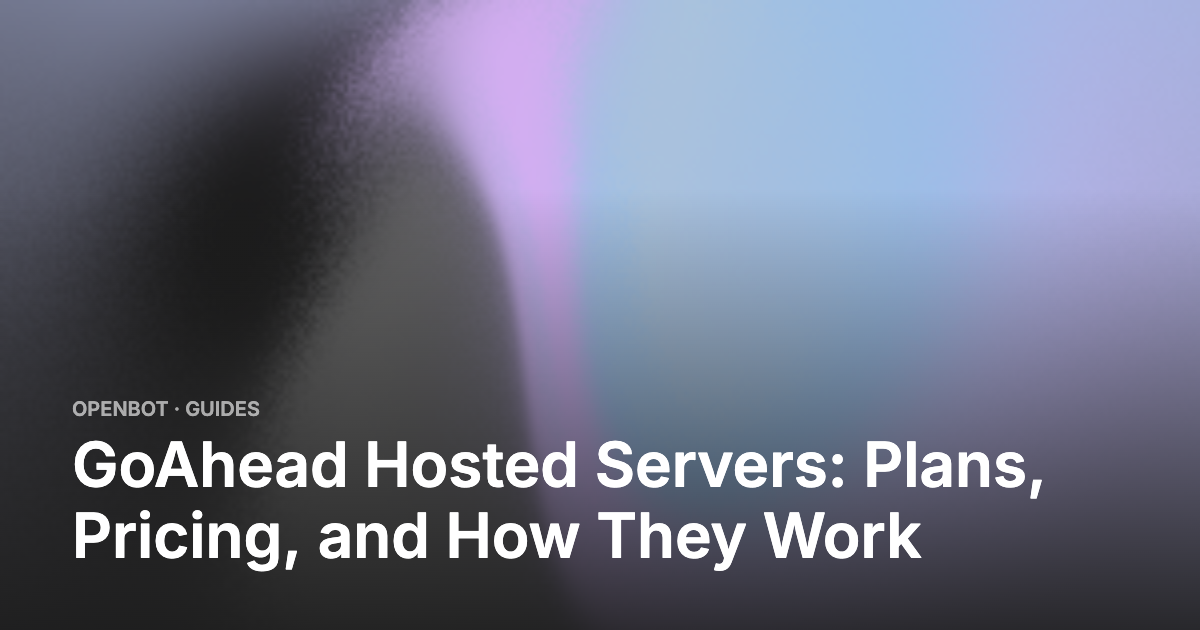 OPENBOT · GUIDES
GoAhead Hosted Servers: Plans,
Pricing, and How They Work